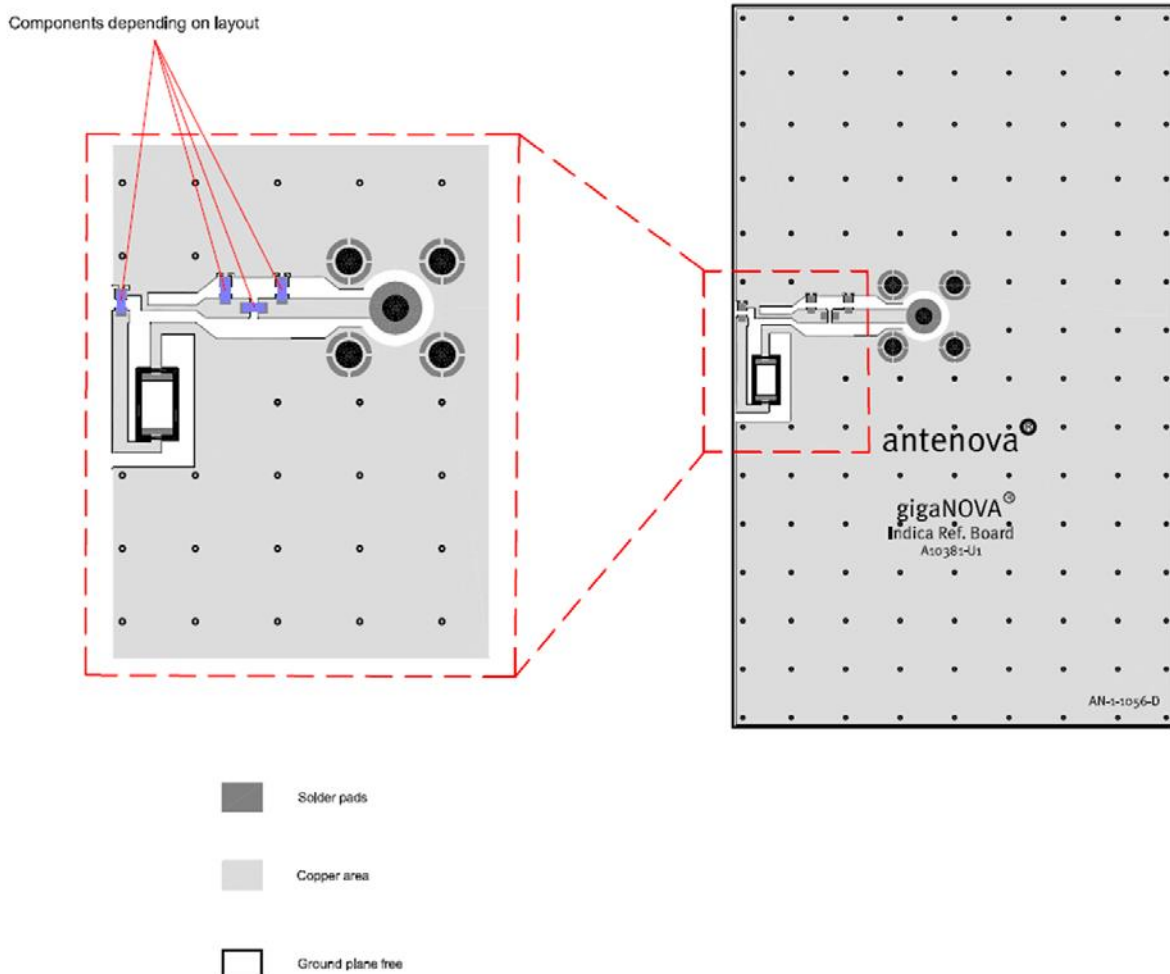 Components depending on layout
antenova®
gigaNOVA®
Indica Ref. Board
A10381-U1
AN-1-1056-D
Solder pads
Copper area
Ground plane free